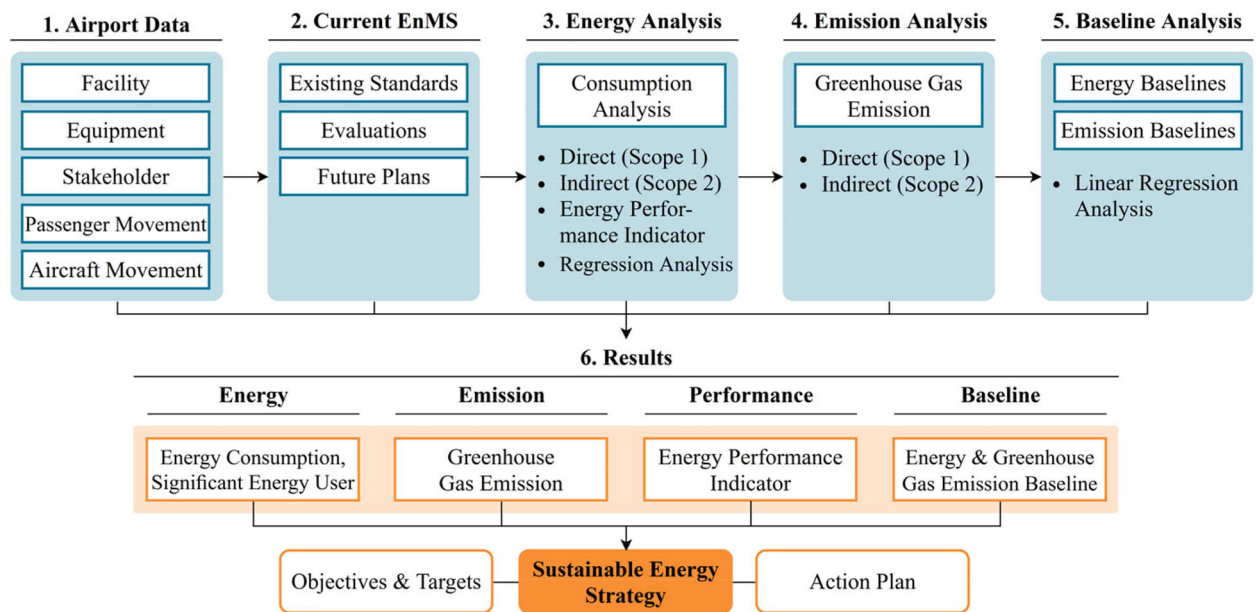 1. Airport Data
2. Current EnMS
3. Energy Analysis
4. Emission Analysis
5. Baseline Analysis
Facility
Equipment
Stakeholder
Passenger Movement
Aircraft Movement
Existing Standards
Evaluations
Future Plans
Consumption
Analysis
• Direct (Scope 1)
• Indirect (Scope 2)
• Energy Perfor-
mance Indicator
• Regression Analysis
Greenhouse Gas
Emission
• Direct (Scope 1)
• Indirect (Scope 2)
Energy Baselines
Emission Baselines
• Linear Regression
Analysis
6. Results
Energy
Emission
Performance
Baseline
Energy Consumption,
Significant Energy User
Greenhouse
Gas Emission
Energy Performance
Indicator
Energy & Greenhouse
Gas Emission Baseline
Objectives & Targets
Sustainable Energy
Strategy
Action Plan